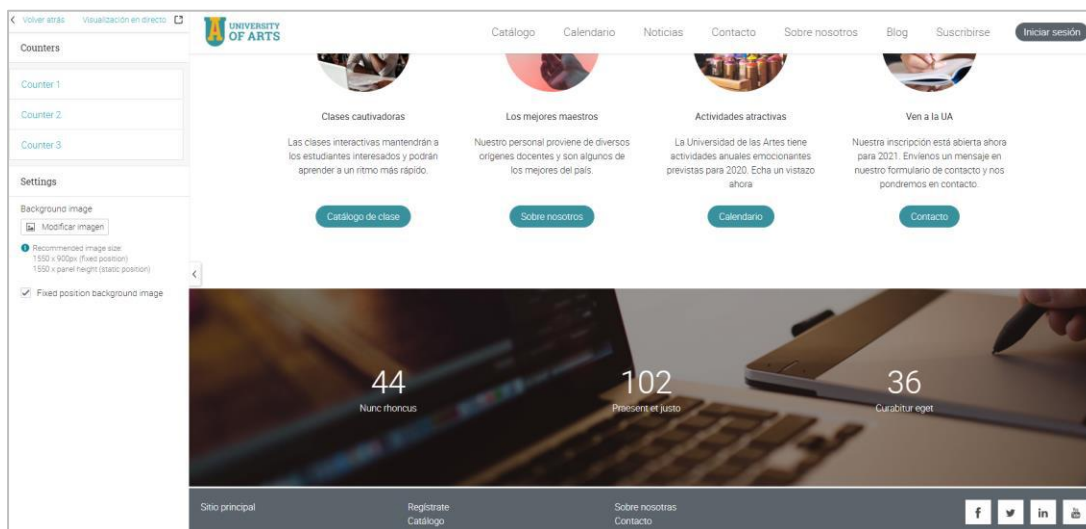 Volver atrás
Visualización en directo
Counters
Counter 1
Counter 2
Counter 3
Settings
Background image
Modificar imagen
Recommended image size:
1550 x 900px (fixed position)
1550 x panel height (static position)
Fixed position background image
UNIVERSITY
OF ARTS
Catálogo
Calendario
Noticias
Contacto
Sobre nosotros
Blog
Suscribirse
Iniciar sesión
Clases cautivadoras
Las clases interactivas mantendrán a
los estudiantes interesados y podrán
aprender a un ritmo más rápido.
Catálogo de clase
Los mejores maestros
Nuestro personal proviene de diversos
orígenes docentes y son algunos de
los mejores del país.
Sobre nosotros
Actividades atractivas
La Universidad de las Artes tiene
actividades anuales emocionantes
previstas para 2020. Echa un vistazo
ahora
Calendario
Ven a la UA
Nuestra inscripción está abierta ahora
para 2021. Envíenos un mensaje en
nuestro formulario de contacto y nos
pondremos en contacto.
Contacto
44
Nunc rhoncus
102
Praesent et justo
36
Curabitur eget
Sitio principal
Regístrate
Catálogo
Sobre nosotras
Contacto
f
in
You